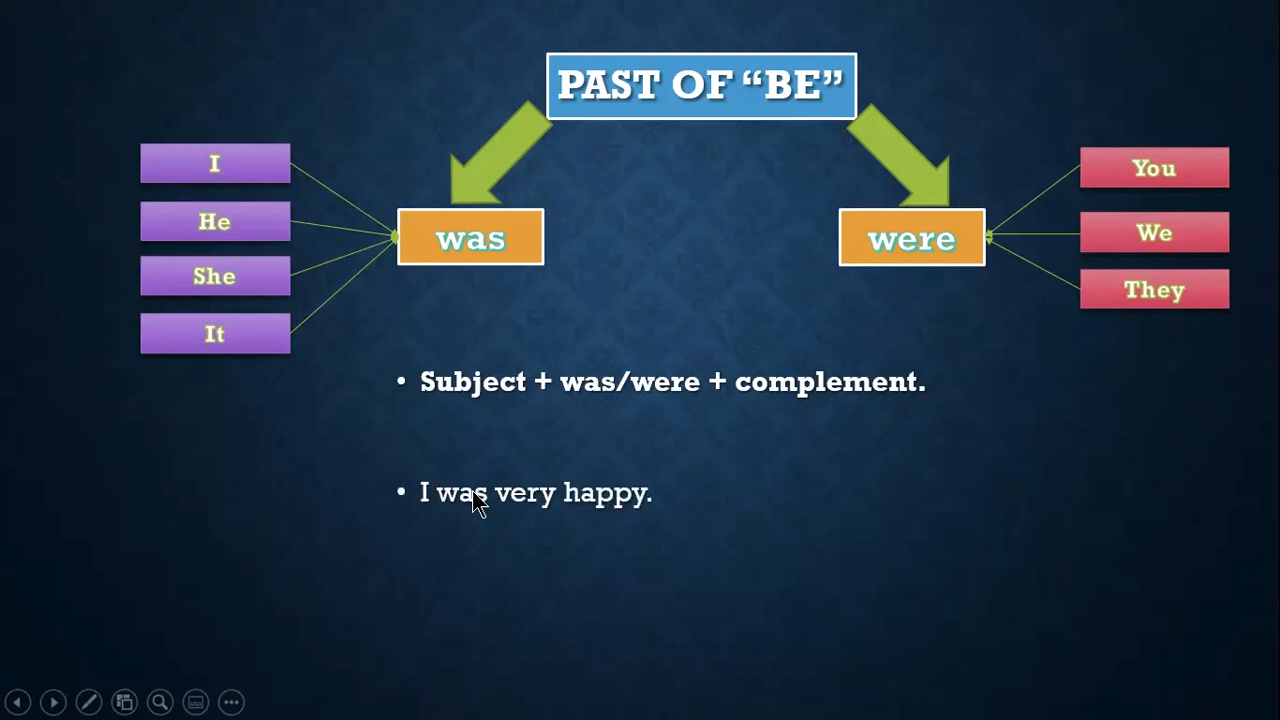 PAST OF “BE”
I
He
She
It
was
were
You
We
They
• Subject + was/were + complement.
• I was very happy.